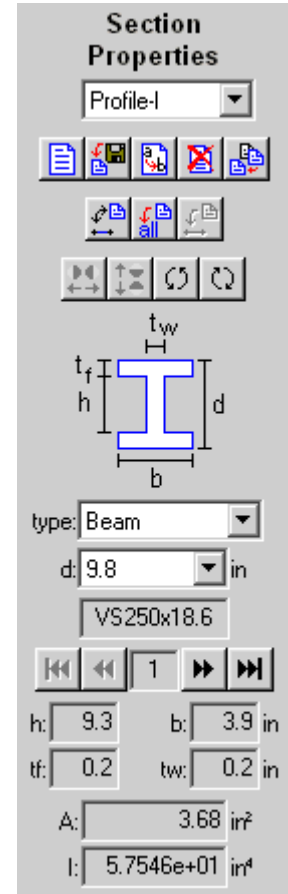 Section
Properties
Profile-I
a
b
all
tw
tf
h
d
b
type: Beam
d: 9.8 in
VS250x18.6
1
h: 9.3 b: 3.9 in
tf: 0.2 tw: 0.2 in
A: 3.68 in²
I: 5.7546e+01 in⁴